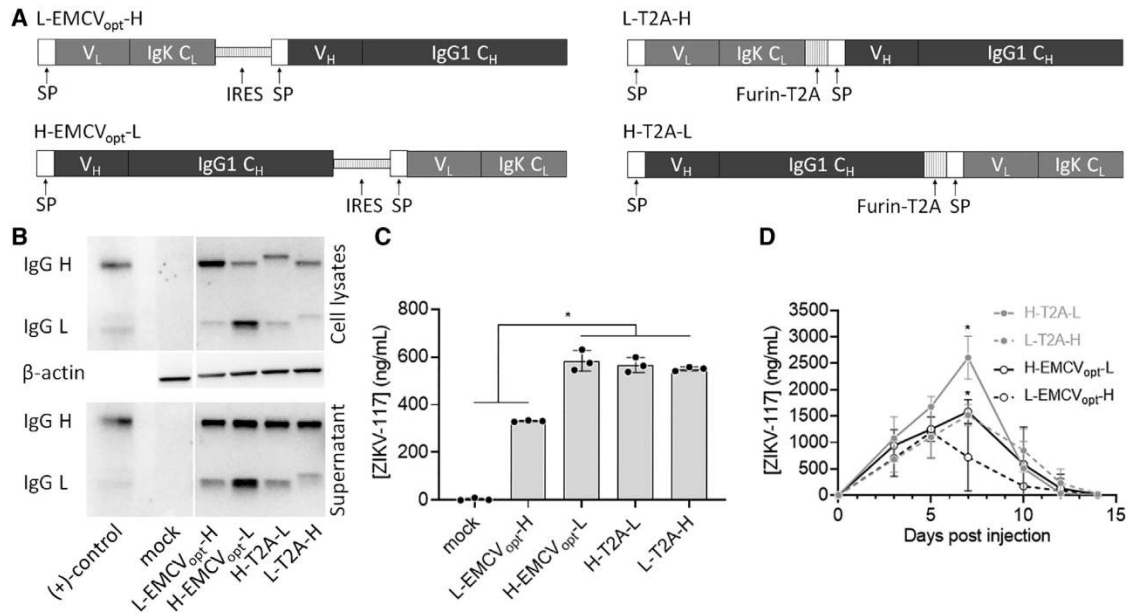 A
L-EMCVopt-H
VL
IgK CL
VH
IgG1 CH
SP
IRES
SP
L-T2A-H
VL
IgK CL
VH
IgG1 CH
SP
Furin-T2A
SP
H-EMCVopt-L
VH
IgG1 CH
VL
IgK CL
SP
IRES
SP
H-T2A-L
VH
IgG1 CH
VL
IgK CL
SP
Furin-T2A
SP
B
IgG H
IgG L
Cell lysates
β-actin
IgG H
IgG L
Supernatant
(+)-control
mock
L-EMCVopt-H
H-EMCVopt-L
H-T2A-L
L-T2A-H
C
[ZIKV-117] (ng/mL)
800
600
400
200
0
*
mock
L-EMCVopt-H
H-EMCVopt-L
H-T2A-L
L-T2A-H
D
[ZIKV-117] (ng/mL)
3500
3000
2500
2000
1500
1000
500
0
*
*
H-T2A-L
L-T2A-H
H-EMCVopt-L
L-EMCVopt-H
0 5 10 15
Days post injection